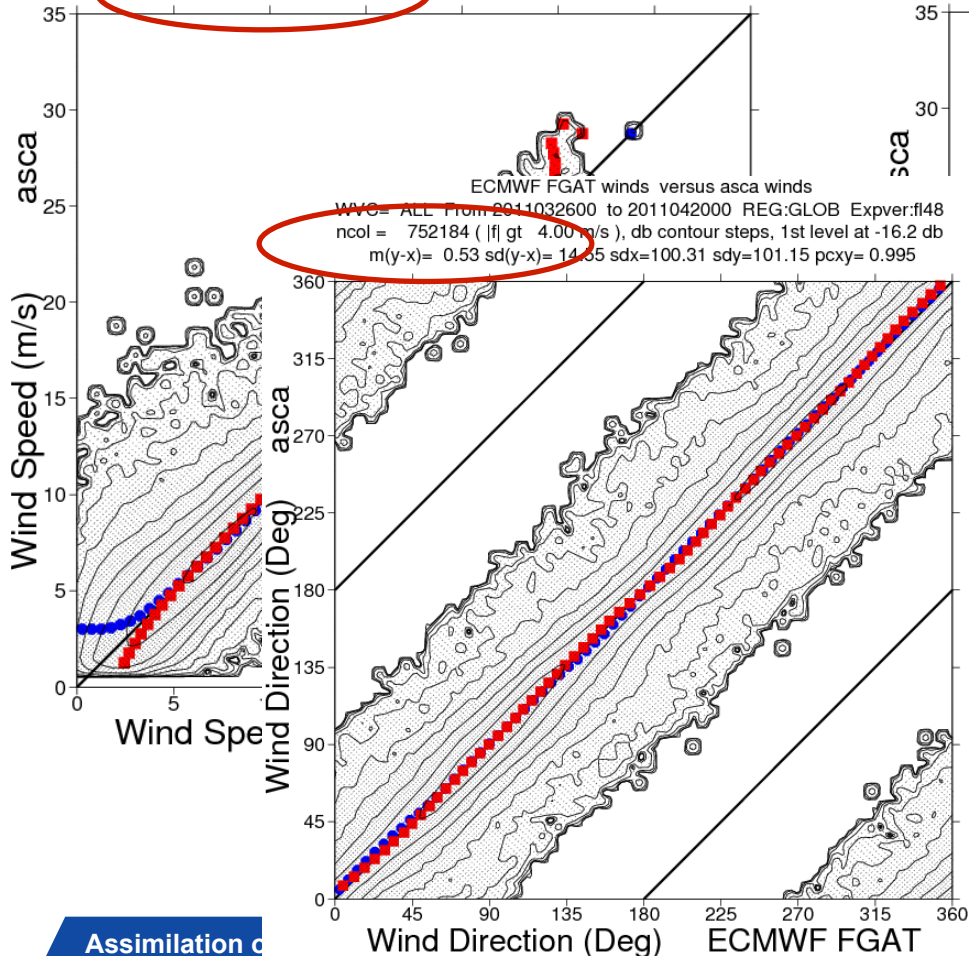 35
30
25
20
15
10
5
0
0
5
Wind Speed (m/s)
asca
Wind Spe
35
30
ECMWF FGAT winds versus asca winds
WVC= ALL From 2011032600 to 2011042000 REG:GLOB Expver:fl48
ncol = 752184 ( |f| gt 4.00 m/s ), db contour steps, 1st level at -16.2 db
m(y-x)= 0.53 sd(y-x)= 14.55 sdx=100.31 sdy=101.15 pcxy= 0.995
360
315
270
225
180
135
90
45
0
Wind Direction (Deg)
asca
0
45
90
135
180
225
270
315
360
Wind Direction (Deg) ECMWF FGAT
Assimilation